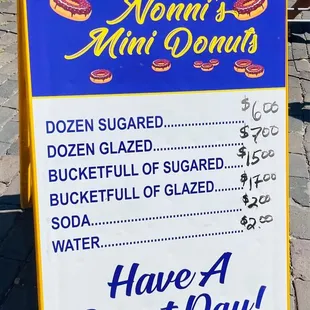 Nonni's
Mini Donuts
DOZEN SUGARED.................... $6.00
DOZEN GLAZED...................... $7.00
BUCKETFULL OF SUGARED.... $15.00
BUCKETFULL OF GLAZED....... $17.00
SODA....................................... $2.00
WATER..................................... $2.00
Have A
Day!